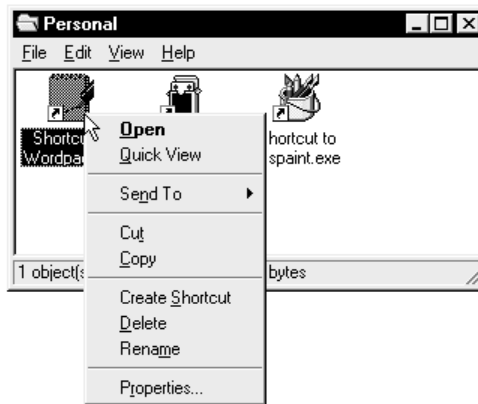 Personal
File Edit View Help
Shortcu
Wordpa
hortcut to
spaint.exe
Open
Quick View
Send To
Cut
Copy
Create Shortcut
Delete
Rename
Properties...
1 object(s
bytes